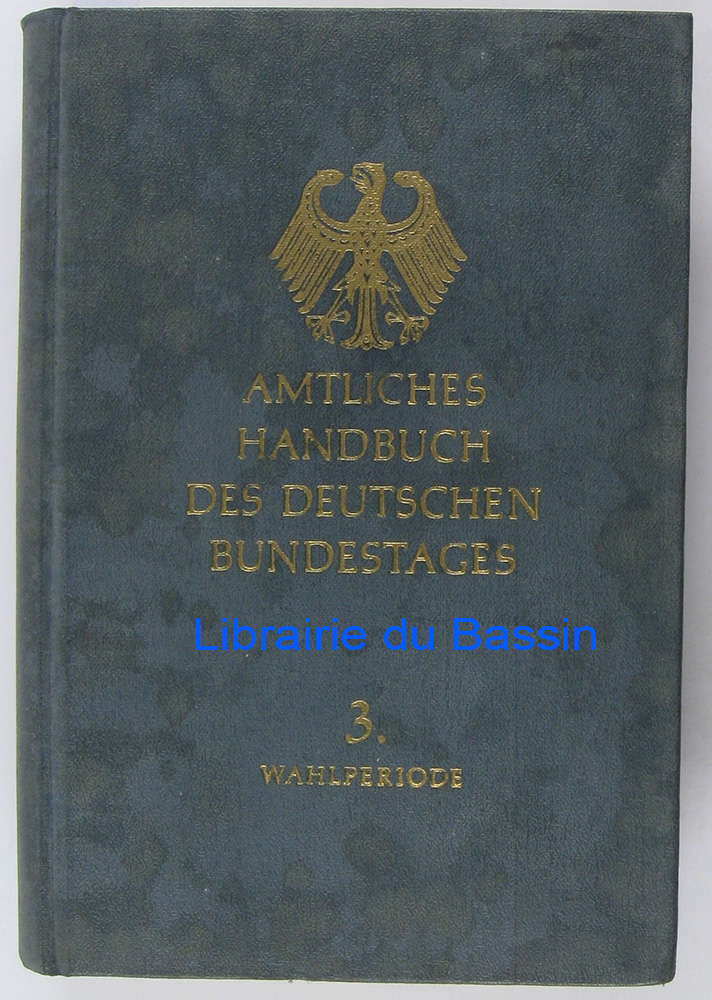 AMTLICHES
HANDBUCH
DES DEUTSCHEN
BUNDESTAGES
Librairie du Bassin
3.
WAHLPERIODE